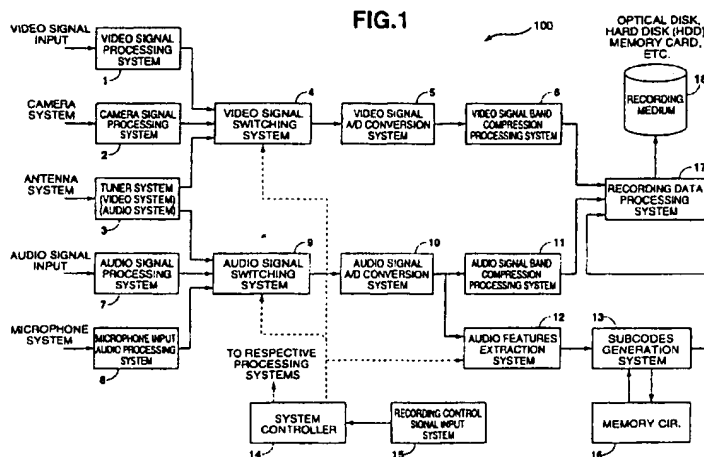 FIG.1
100
VIDEO SIGNAL
INPUT
VIDEO SIGNAL
PROCESSING
SYSTEM
1
CAMERA
SYSTEM
CAMERA SIGNAL
PROCESSING
SYSTEM
2
ANTENNA
SYSTEM
TUNER SYSTEM
(VIDEO SYSTEM)
(AUDIO SYSTEM)
3
VIDEO SIGNAL
SWITCHING
SYSTEM
4
VIDEO SIGNAL
A/D CONVERSION
SYSTEM
5
VIDEO SIGNAL BAND
COMPRESSION
PROCESSING SYSTEM
6
OPTICAL DISK,
HARD DISK (HDD)
MEMORY CARD,
ETC.
18
RECORDING
MEDIUM
17
RECORDING DATA
PROCESSING
SYSTEM
AUDIO SIGNAL
INPUT
AUDIO SIGNAL
PROCESSING
SYSTEM
7
MICROPHONE
SYSTEM
MICROPHONE INPUT
AUDIO PROCESSING
SYSTEM
8
9
AUDIO SIGNAL
SWITCHING
SYSTEM
10
AUDIO SIGNAL
A/D CONVERSION
SYSTEM
11
AUDIO SIGNAL BAND
COMPRESSION
PROCESSING SYSTEM
12
AUDIO FEATURES
EXTRACTION
SYSTEM
13
SUBCODES
GENERATION
SYSTEM
TO RESPECTIVE
PROCESSING
SYSTEMS
SYSTEM
CONTROLLER
14
RECORDING CONTROL
SIGNAL INPUT
SYSTEM
15
MEMORY CIR.
16